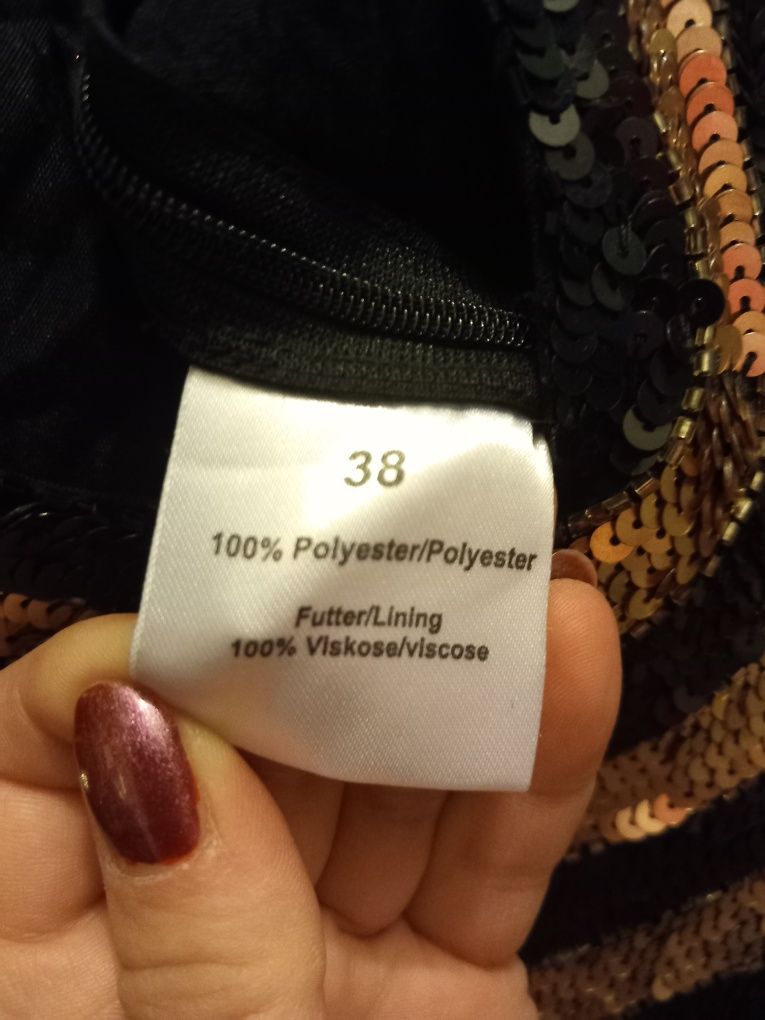 38
100% Polyester/Polyester
Futter/Lining
100% Viskose/viscose